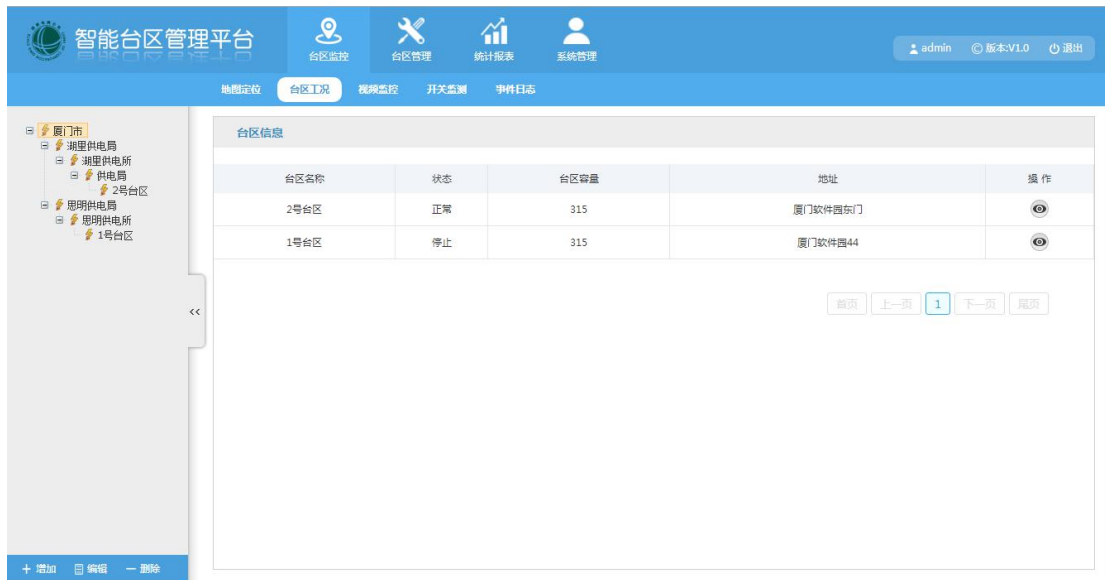 智能台区管理平台
台区监控 台区管理 统计报表 系统管理
admin ©版本:V1.0 退出
地图定位 台区工况 视频监控 开关监测 事件日志
厦门市
湖里供电局
湖里供电所
供电局
2号台区
思明供电局
思明供电所
1号台区
台区信息
台区名称 状态 台区容量 地址 操作
2号台区 正常 315 厦门软件园东门
1号台区 停止 315 厦门软件园44
首页 上一页 1 下一页 尾页
<<
+ 增加 编辑 — 删除